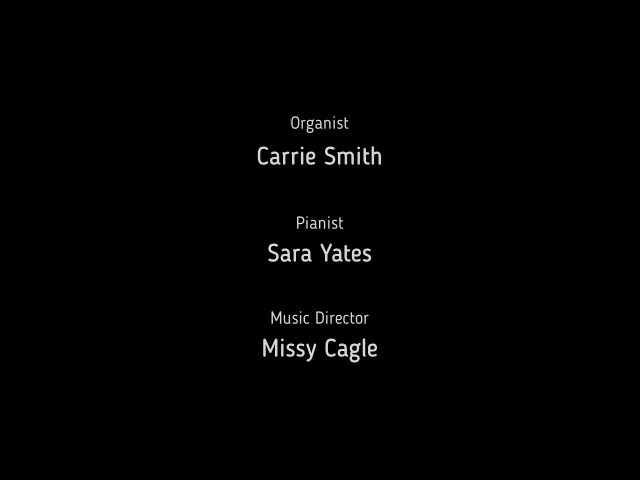 Organist
Carrie Smith
Pianist
Sara Yates
Music Director
Missy Cagle